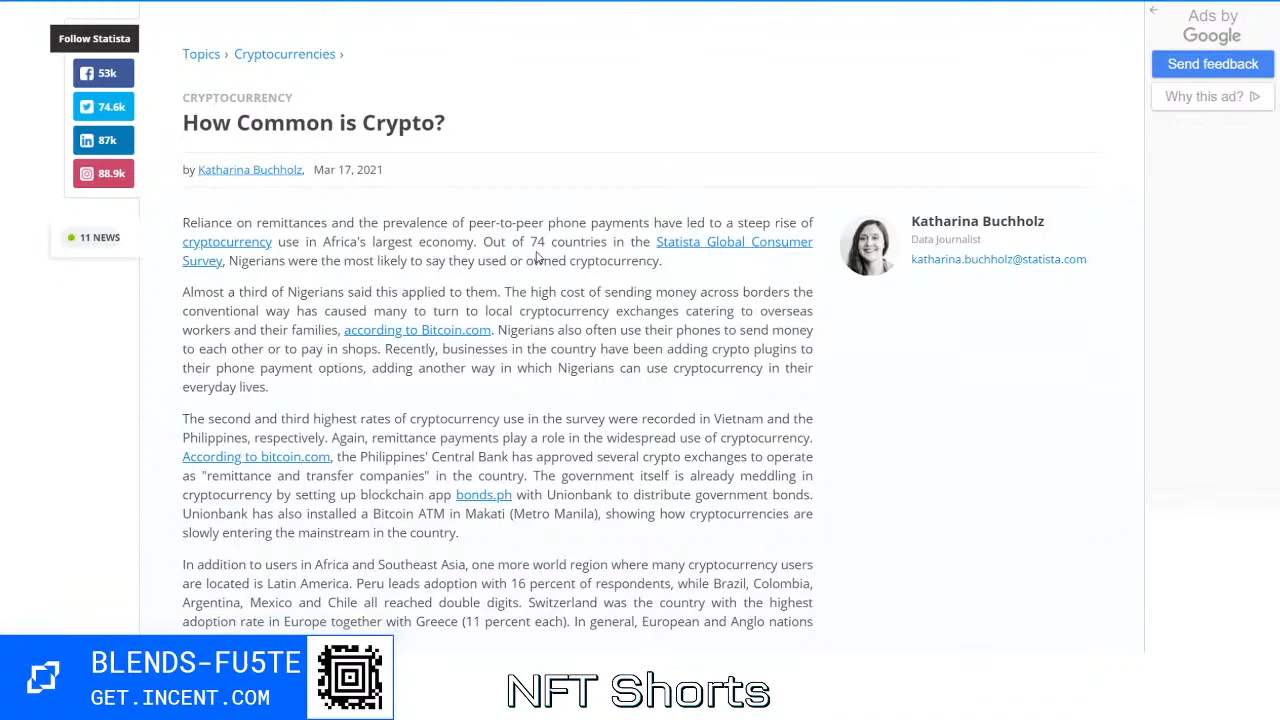 Follow Statista
53k
74.6k
87k
88.9k
11 NEWS
Topics › Cryptocurrencies ›
CRYPTOCURRENCY
How Common is Crypto?
by Katharina Buchholz, Mar 17, 2021
Reliance on remittances and the prevalence of peer-to-peer phone payments have led to a steep rise of
cryptocurrency use in Africa's largest economy. Out of 74 countries in the Statista Global Consumer
Survey, Nigerians were the most likely to say they used or owned cryptocurrency.
Almost a third of Nigerians said this applied to them. The high cost of sending money across borders the
conventional way has caused many to turn to local cryptocurrency exchanges catering to overseas
workers and their families, according to Bitcoin.com. Nigerians also often use their phones to send money
to each other or to pay in shops. Recently, businesses in the country have been adding crypto plugins to
their phone payment options, adding another way in which Nigerians can use cryptocurrency in their
everyday lives.
The second and third highest rates of cryptocurrency use in the survey were recorded in Vietnam and the
Philippines, respectively. Again, remittance payments play a role in the widespread use of cryptocurrency.
According to bitcoin.com, the Philippines' Central Bank has approved several crypto exchanges to operate
as "remittance and transfer companies" in the country. The government itself is already meddling in
cryptocurrency by setting up blockchain app bonds.ph with Unionbank to distribute government bonds.
Unionbank has also installed a Bitcoin ATM in Makati (Metro Manila), showing how cryptocurrencies are
slowly entering the mainstream in the country.
In addition to users in Africa and Southeast Asia, one more world region where many cryptocurrency users
are located is Latin America. Peru leads adoption with 16 percent of respondents, while Brazil, Colombia,
Argentina, Mexico and Chile all reached double digits. Switzerland was the country with the highest
adoption rate in Europe together with Greece (11 percent each). In general, European and Anglo nations
Katharina Buchholz
Data Journalist
katharina.buchholz@statista.com
Ads by
Google
Send feedback
Why this ad?
BLENDS-FU5TE
GET.INCENT.COM
NFT Shorts